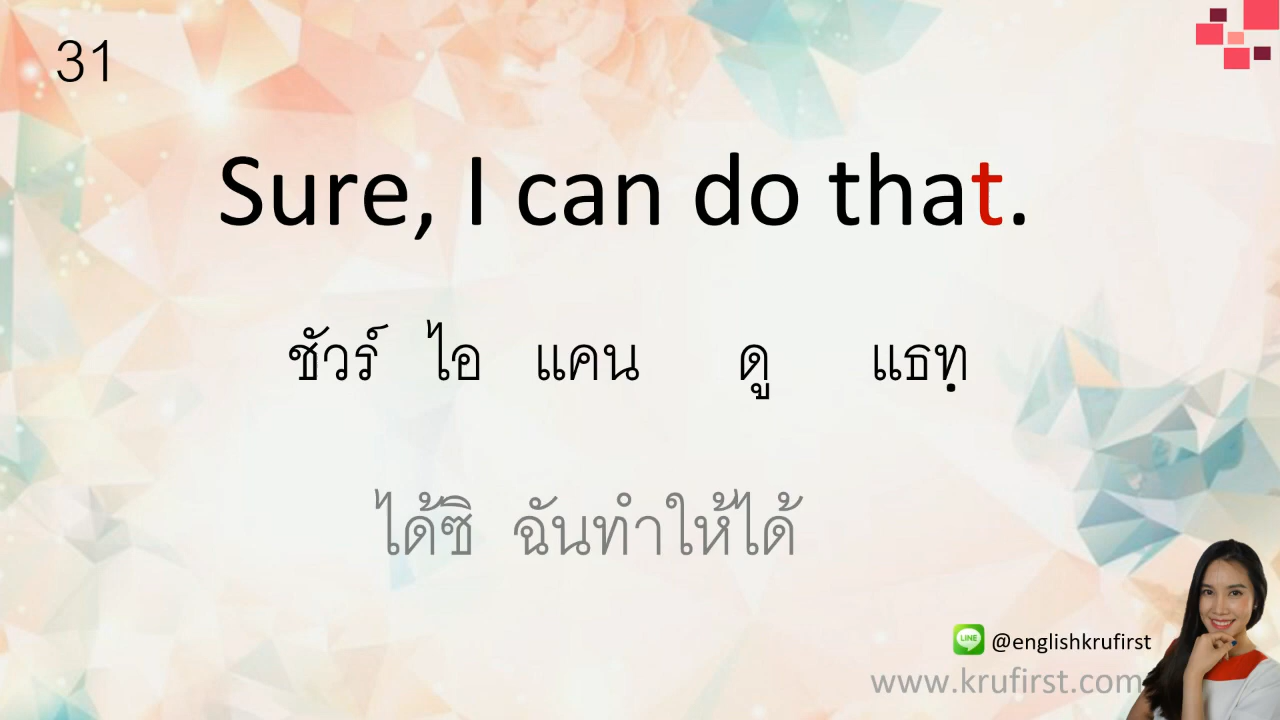 31
Sure, I can do that.
ชัวร์ ไอ แคน ดู แธทฺ
ได้ซิ ฉันทำให้ได้
LINE @englishkrufirst
www.krufirst.com